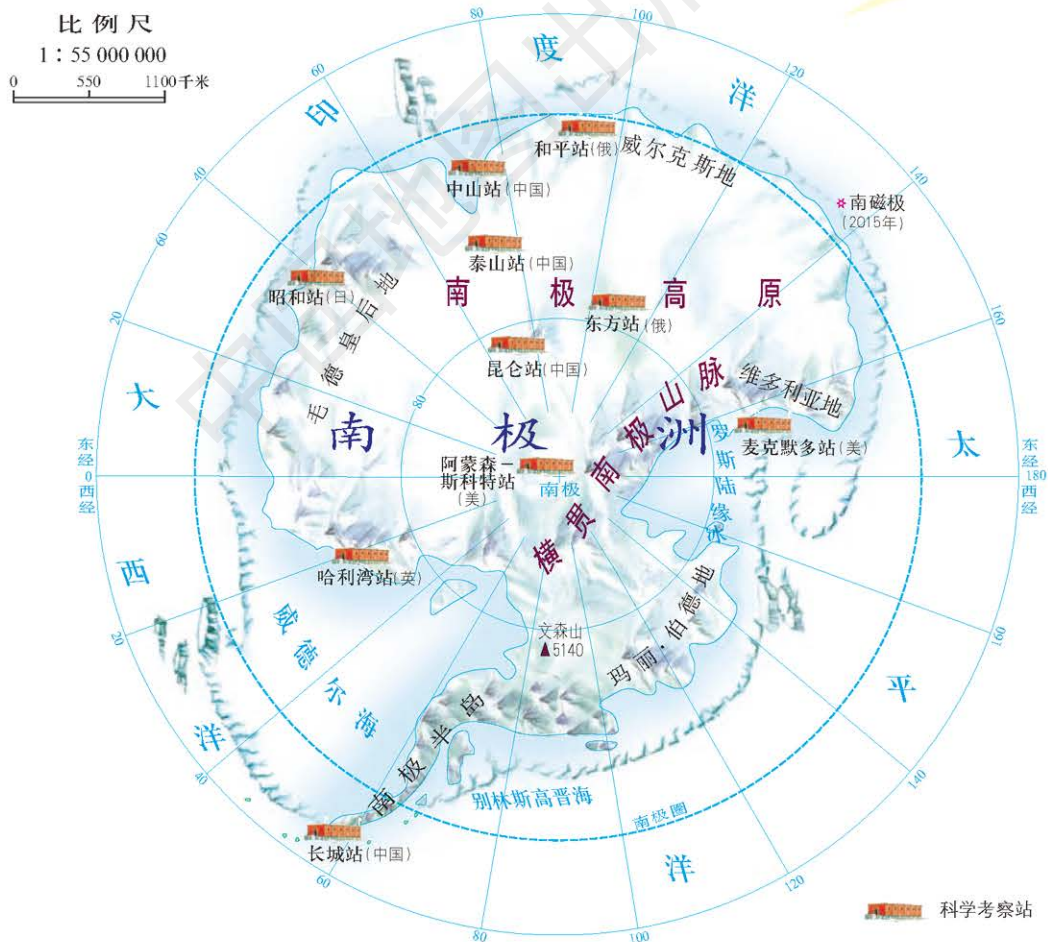 比例尺
1：55 000 000
0 550 1100千米
80
100
度
60
120
印
洋
和平站(俄)
威尔克斯地
中山站(中国)
40
140
南磁极
(2015年)
60
泰山站(中国)
昭和站(日)
南极高原
东方站(俄)
毛德皇后地
20
160
昆仑站(中国)
80
维多利亚地
大
南极洲
横贯南极山脉
麦克默多站(美)
太
罗斯陆缘冰
东经
0
西经
阿蒙森－
斯科特站
(美)
南极
东经
180
西经
哈利湾站(英)
西
威德尔海
文森山
▲5140
玛丽·伯德地
20
160
平
洋
南极半岛
40
140
别林斯高晋海
南极圈
长城站(中国)
洋
60
120
80
100
科学考察站